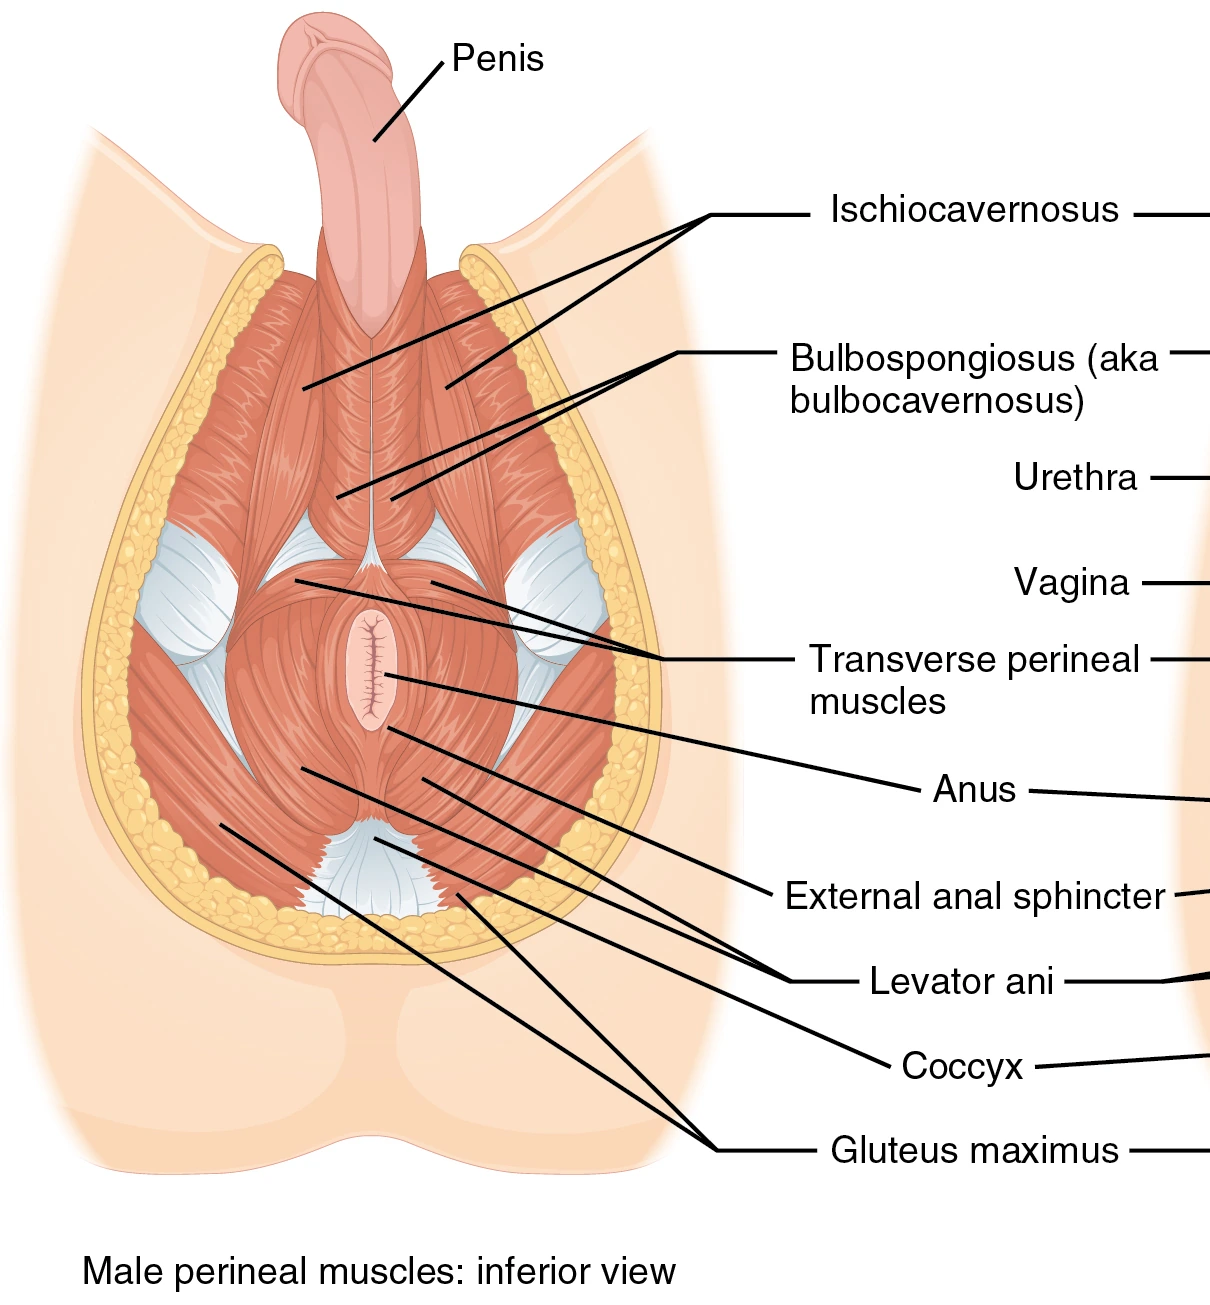 Penis
Ischiocavernosus
Bulbospongiosus (aka
bulbocavernosus)
Urethra
Vagina
Transverse perineal
muscles
Anus
External anal sphincter
Levator ani
Coccyx
Gluteus maximus
Male perineal muscles: inferior view